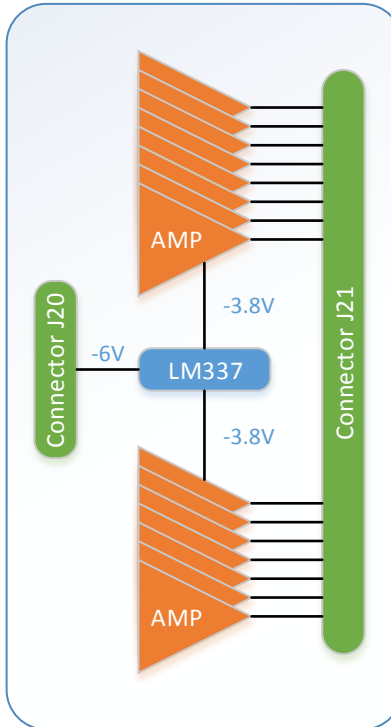 AMP
-3.8V
Connector J20
-6V
LM337
Connector J21
-3.8V
AMP